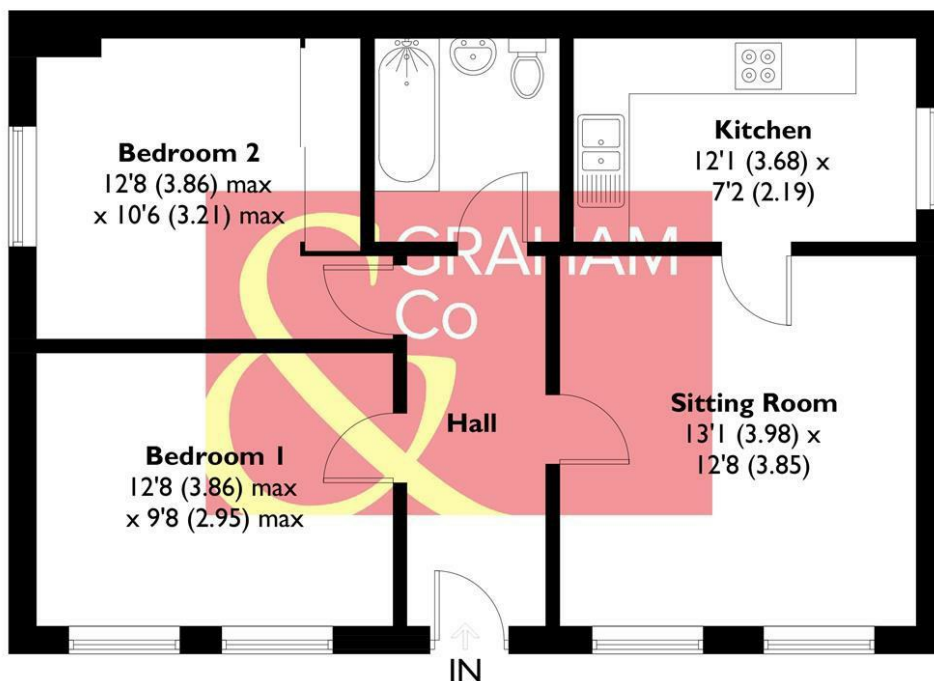 Bedroom 2
12'8 (3.86) max
x 10'6 (3.21) max
Kitchen
12'1 (3.68) x
7'2 (2.19)
& GRAHAM
Co
Hall
Sitting Room
13'1 (3.98) x
12'8 (3.85)
Bedroom 1
12'8 (3.86) max
x 9'8 (2.95) max
IN